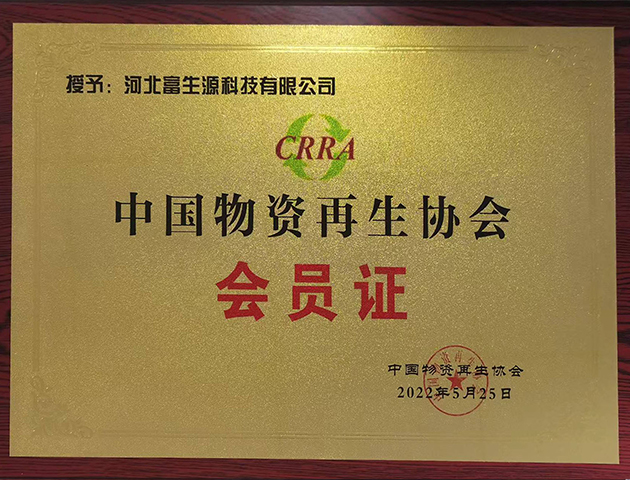 授予：河北富生源科技有限公司
CRRA
中国物资再生协会
会员证
中国物资再生协会
2022年5月25日